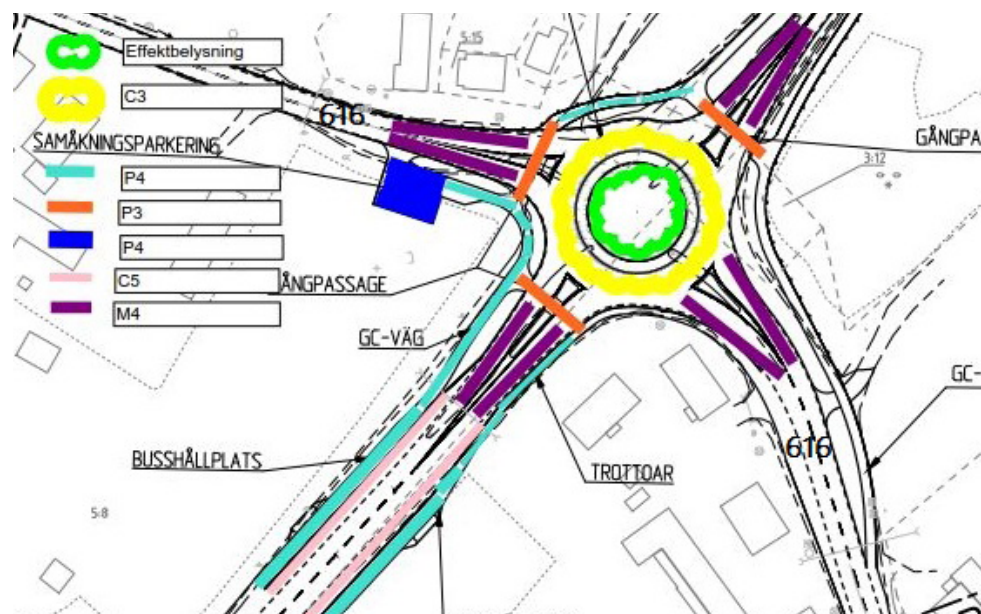 Effektbelysning
5:15
C3
616
SAMÅKNINGSPARKERING
GÅNGPA
3:12
P4
P3
P4
C5
ÅNGPASSAGE
M4
GC-VÄG
GC-
616
BUSSHÅLLPLATS
TROTTOAR
5:8